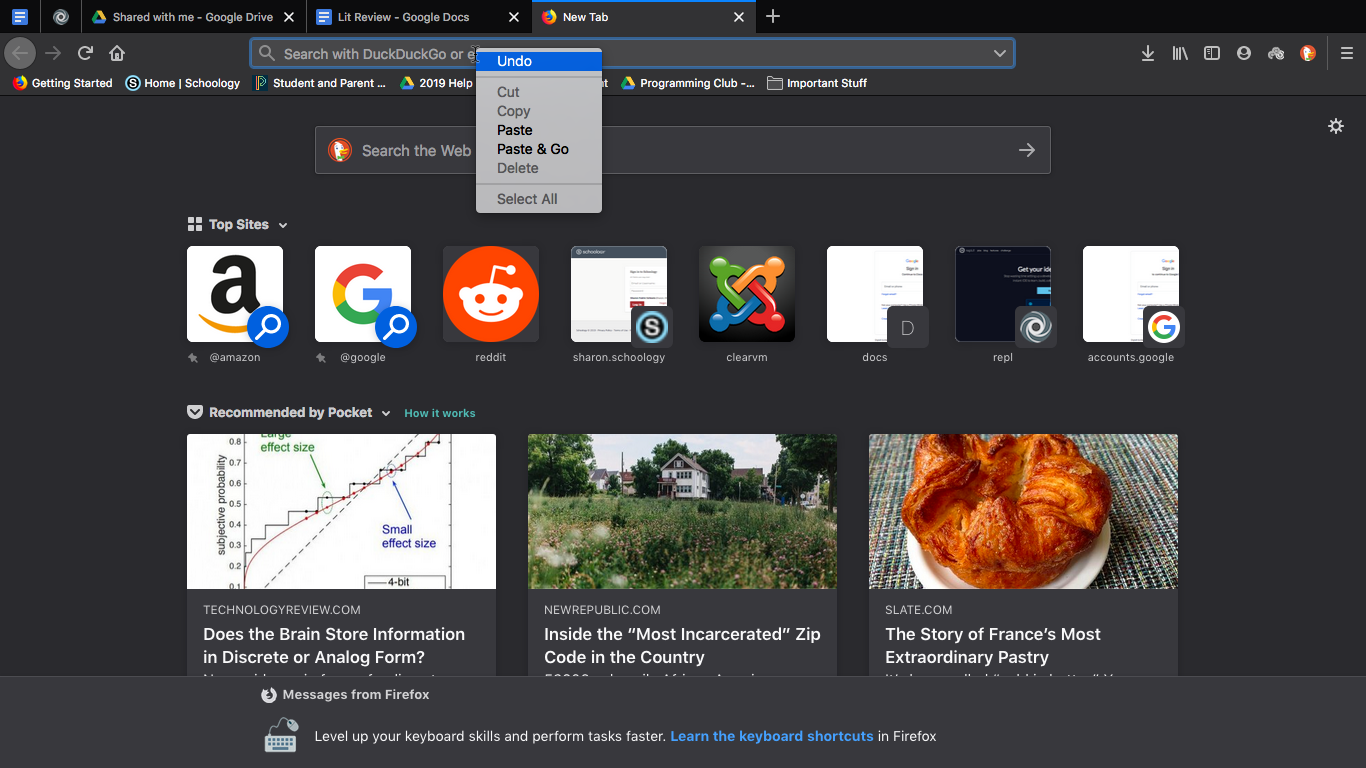 Shared with me - Google Drive
Lit Review - Google Docs
New Tab
Search with DuckDuckGo or e
Getting Started
Home | Schoology
Student and Parent ...
2019 Help
Programming Club -...
Important Stuff
Undo
Cut
Copy
Paste
Paste & Go
Delete
Select All
Search the Web
Top Sites
@amazon
@google
reddit
sharon.schoology
clearvm
docs
repl
accounts.google
D
Recommended by Pocket
How it works
Large
effect size
Small
effect size
subjective probability
0.8
0.7
0.6
0.5
0.4
0.3
0.2
0.1
4-bit
TECHNOLOGYREVIEW.COM
Does the Brain Store Information
in Discrete or Analog Form?
NEWREPUBLIC.COM
Inside the “Most Incarcerated” Zip
Code in the Country
SLATE.COM
The Story of France’s Most
Extraordinary Pastry
Messages from Firefox
Level up your keyboard skills and perform tasks faster. Learn the keyboard shortcuts in Firefox